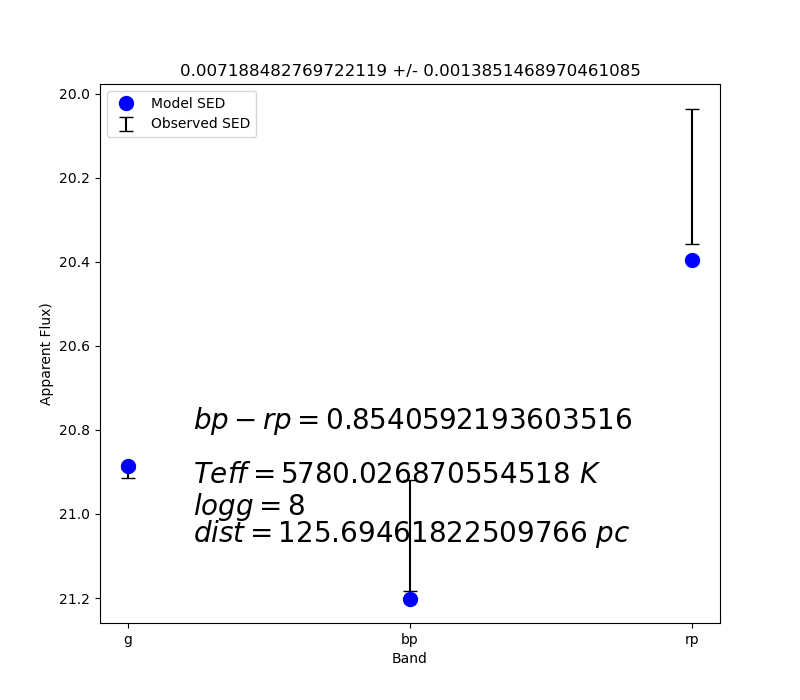 0.007188482769722119 +/- 0.0013851468970461085
Model SED
Observed SED
20.0
20.2
20.4
20.6
20.8
21.0
21.2
Apparent Flux)
bp − rp = 0.8540592193603516
Teff = 5780.026870554518 K
logg = 8
dist = 125.69461822509766 pc
g bp rp
Band